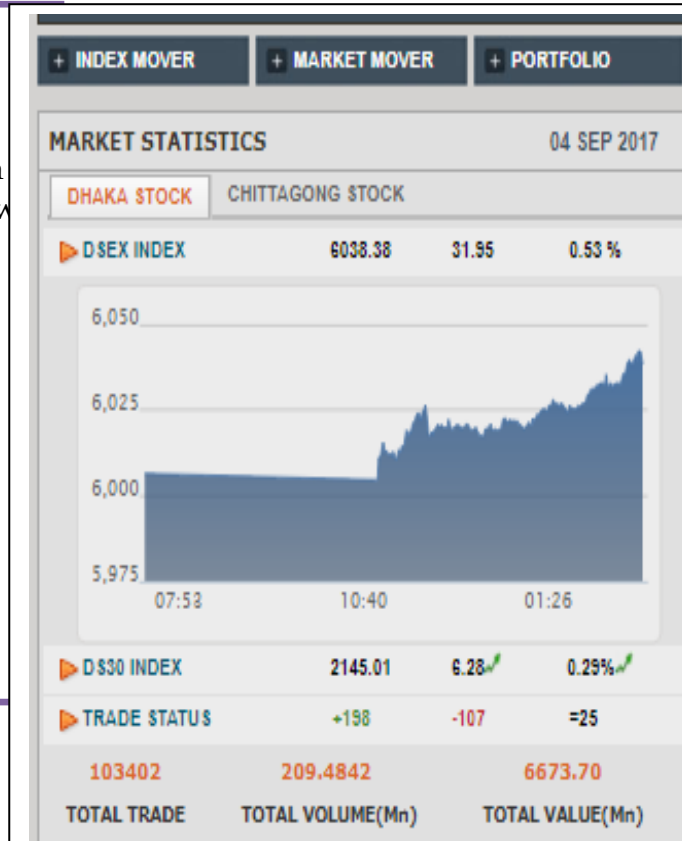 + INDEX MOVER + MARKET MOVER + PORTFOLIO
MARKET STATISTICS 04 SEP 2017
DHAKA STOCK CHITTAGONG STOCK
DSEX INDEX 6038.38 31.95 0.53 %
6,050
6,025
6,000
5,975
07:53 10:40 01:26
DS30 INDEX 2145.01 6.28 0.29%
TRADE STATUS +198 -107 =25
103402 209.4842 6673.70
TOTAL TRADE TOTAL VOLUME(Mn) TOTAL VALUE(Mn)